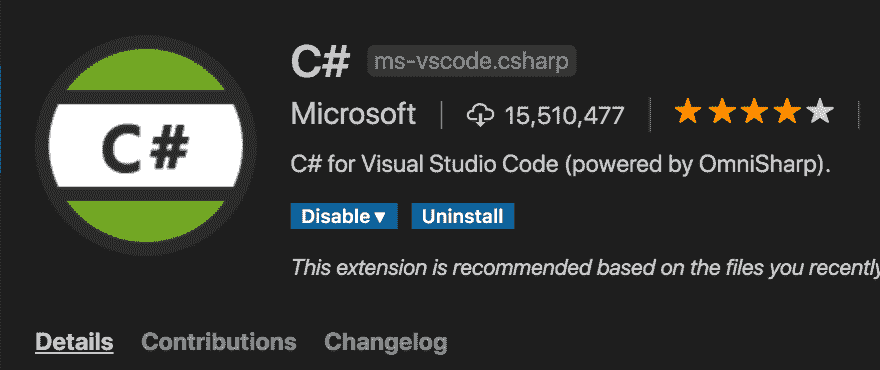 C#
C# ms-vscode.csharp
Microsoft 15,510,477
C# for Visual Studio Code (powered by OmniSharp).
Disable Uninstall
This extension is recommended based on the files you recently
Details Contributions Changelog